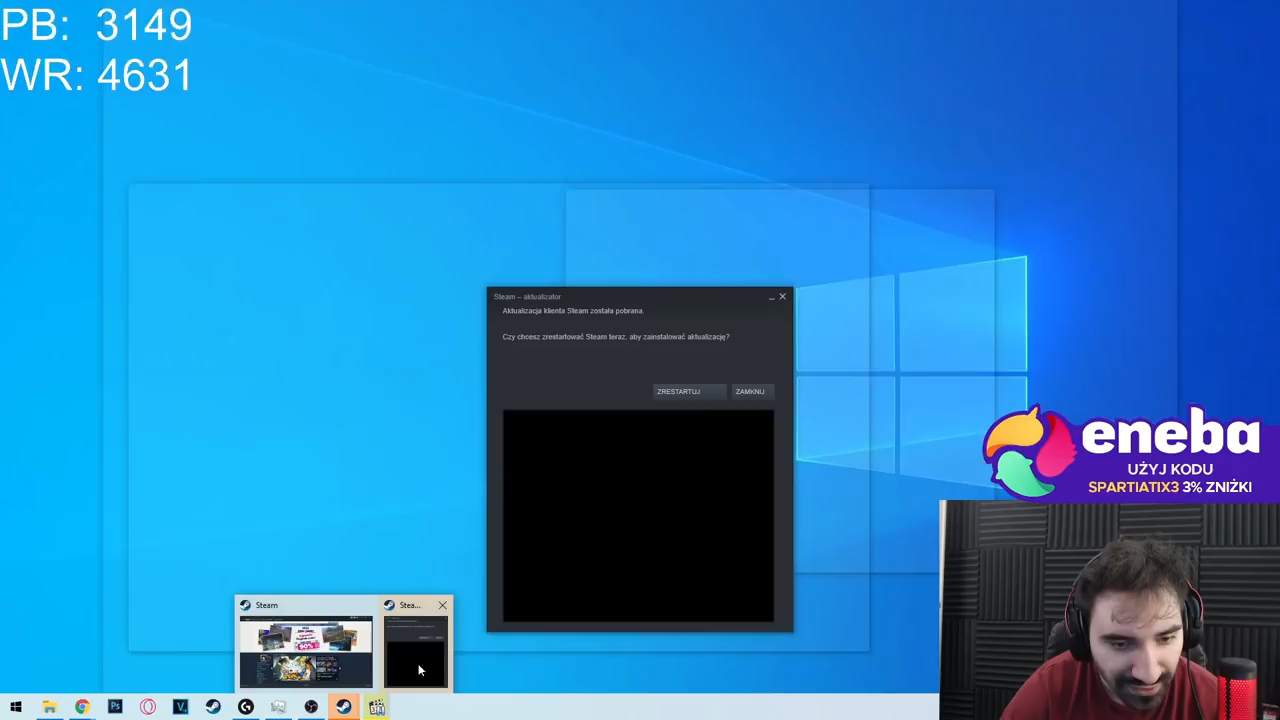 PB: 3149
WR: 4631
Steam – aktualizator
Aktualizacja klienta Steam została pobrana.
Czy chcesz zrestartować Steam teraz, aby zainstalować aktualizację?
ZRESTARTUJ
ZAMKNIJ
eneba
UŻYJ KODU
SPARTIATIX3 3% ZNIŻKI
Steam
Stea...
90%